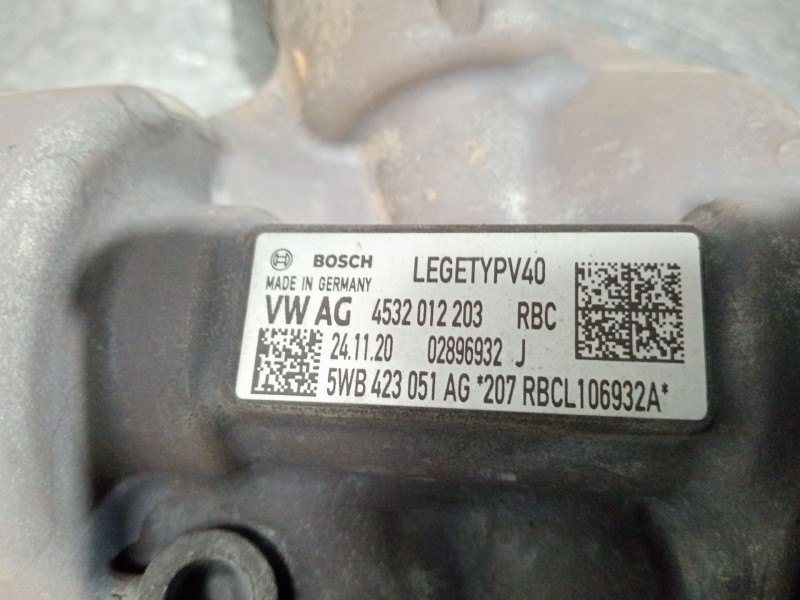 BOSCH LEGETYPV40
MADE IN GERMANY
VW AG 4532 012 203 RBC
24.11.20 02896932 J
5WB 423 051 AG *207 RBCL106932A*